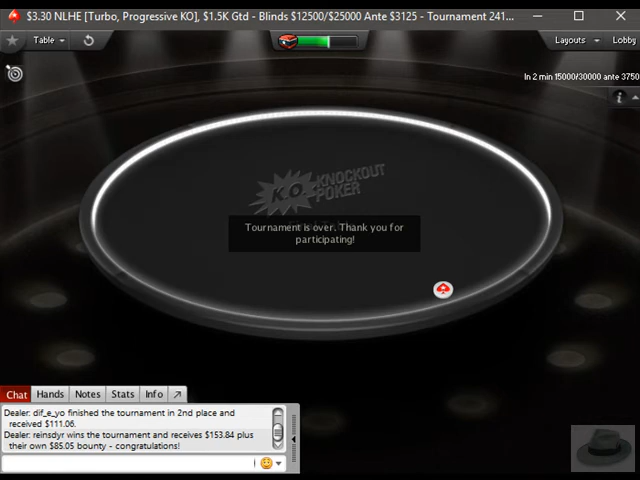 $3.30 NLHE [Turbo, Progressive KO], $1.5K Gtd - Blinds $12500/$25000 Ante $3125 - Tournament 241...
Table
Layouts
Lobby
In 2 min 15000/30000 ante 3750
K.O. KNOCKOUT
POKER
Tournament is over. Thank you for
participating!
Chat Hands Notes Stats Info
Dealer: dif_e_yo finished the tournament in 2nd place and
received $111.06.
Dealer: reinsdyr wins the tournament and receives $153.84 plus
their own $85.05 bounty - congratulations!